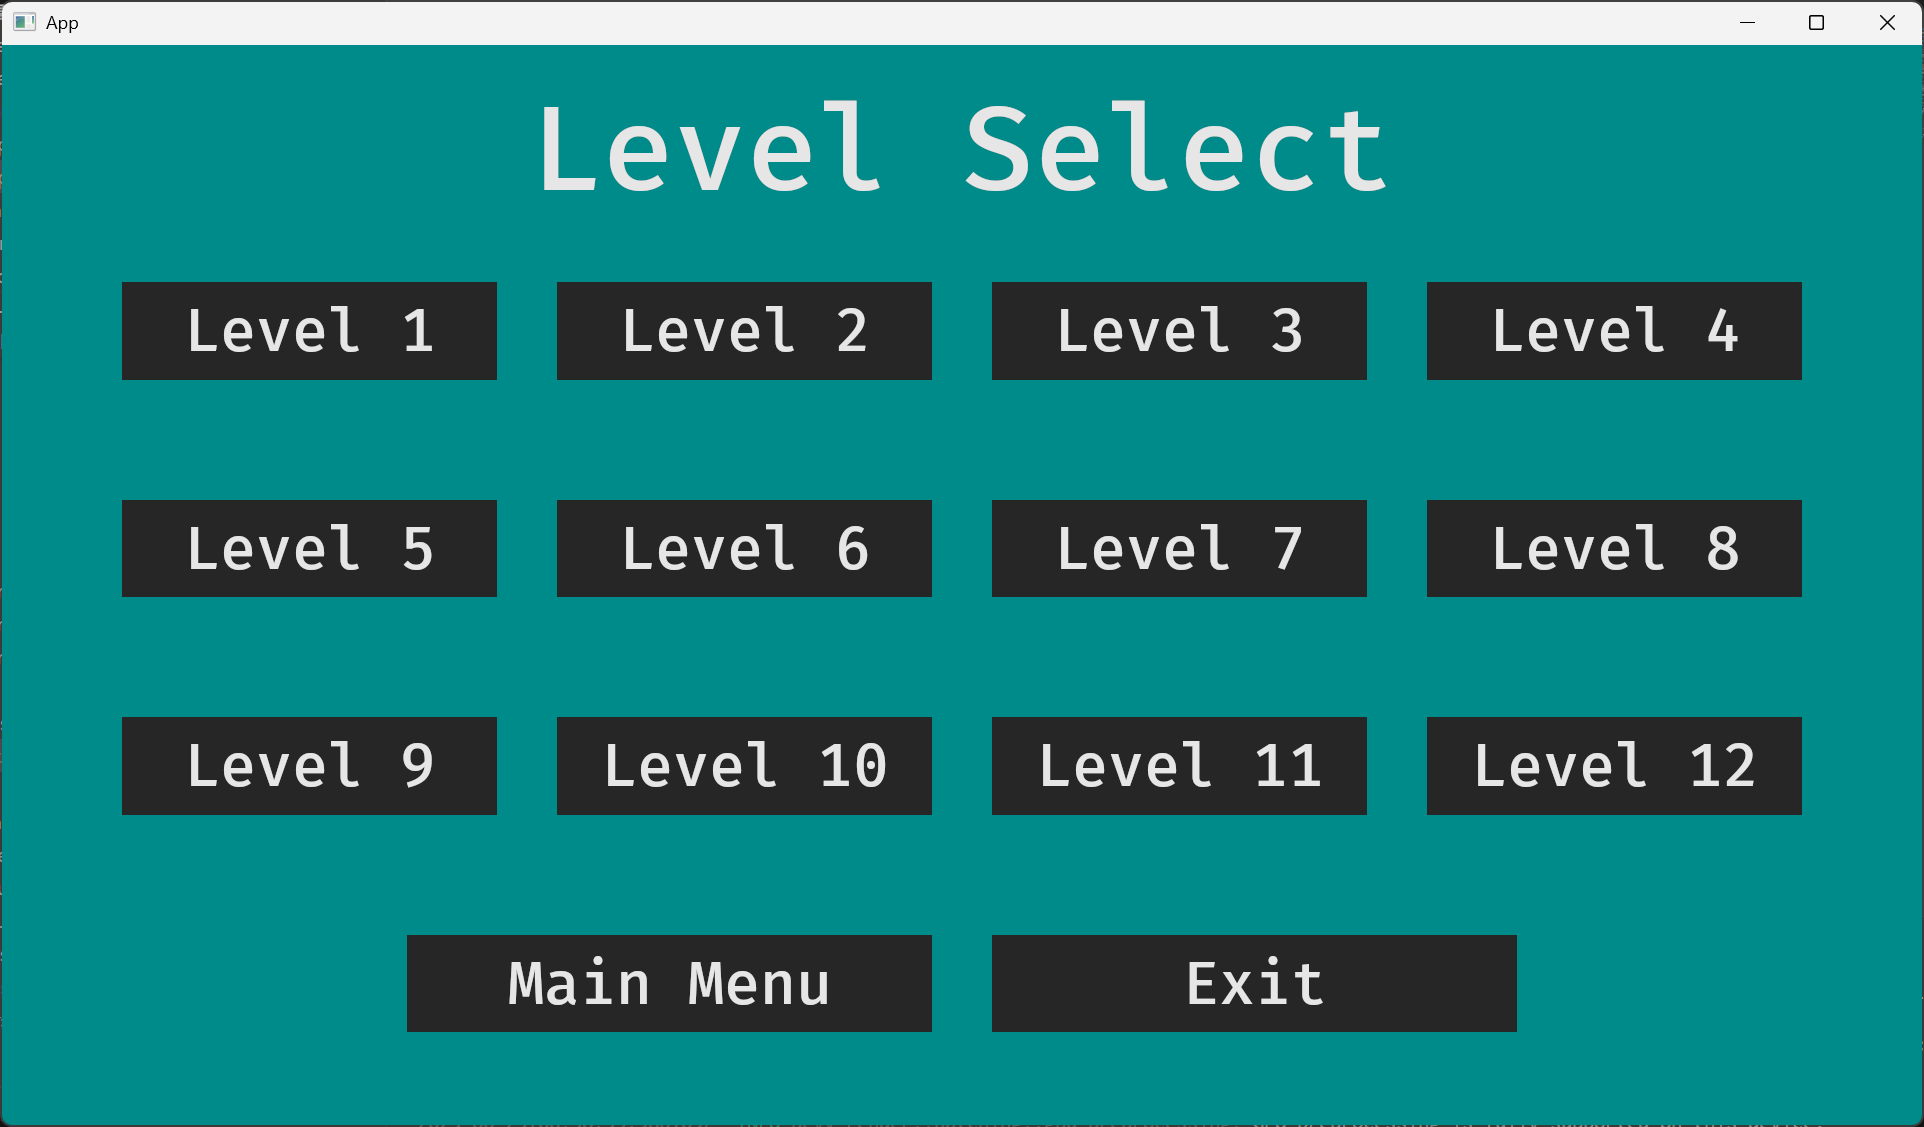 App
Level Select
Level 1 Level 2 Level 3 Level 4
Level 5 Level 6 Level 7 Level 8
Level 9 Level 10 Level 11 Level 12
Main Menu Exit